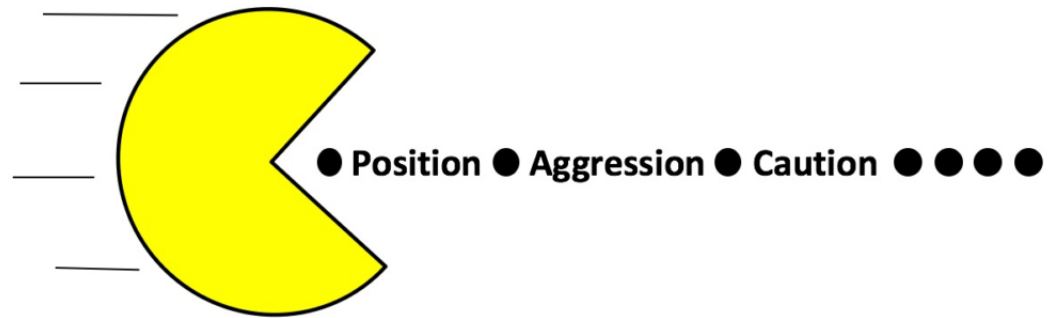 ● Position ● Aggression ● Caution ● ● ● ●